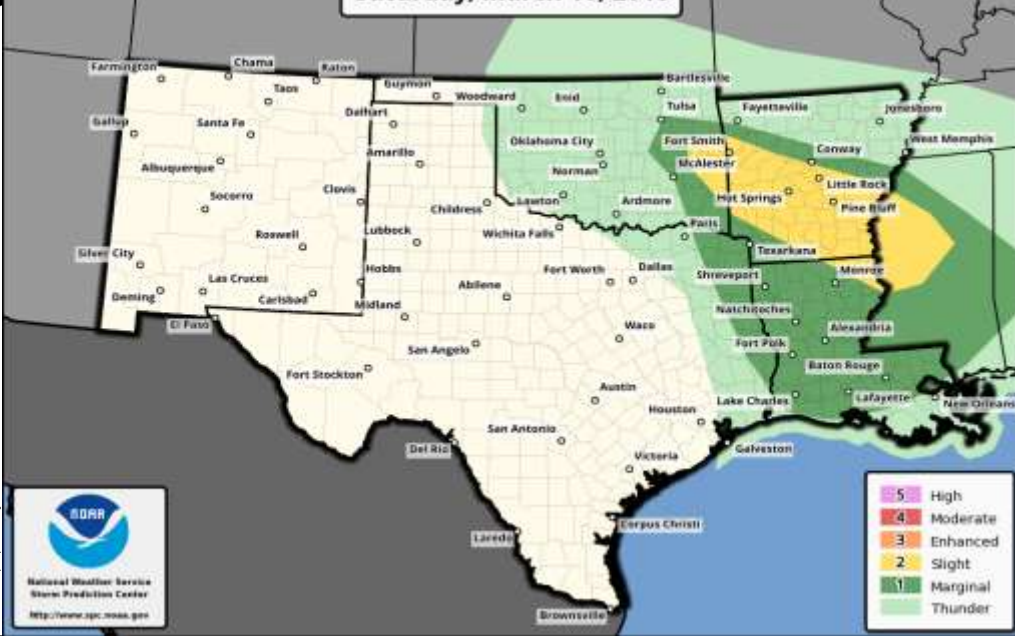 Farmington
Chama
Raton
Taos
Guymon
Bartlesville
Woodward
Enid
Tulsa
Fayetteville
Jonesboro
Gallup
Santa Fe
Dalhart
Oklahoma City
Fort Smith
Conway
West Memphis
Albuquerque
Amarillo
Norman
McAlester
Little Rock
Socorro
Clovis
Childress
Lawton
Ardmore
Hot Springs
Pine Bluff
Roswell
Lubbock
Wichita Falls
Paris
Texarkana
Silver City
Las Cruces
Hobbs
Fort Worth
Dallas
Shreveport
Monroe
Deming
Carlsbad
Midland
Abilene
Natchitoches
El Paso
Waco
Alexandria
San Angelo
Fort Polk
Fort Stockton
Baton Rouge
Austin
Lake Charles
Lafayette
New Orleans
Houston
San Antonio
Del Rio
Galveston
Victoria
Corpus Christi
Laredo
Brownsville
NOAA
National Weather Service
Storm Prediction Center
http://www.spc.noaa.gov
5 High
4 Moderate
3 Enhanced
2 Slight
1 Marginal
Thunder